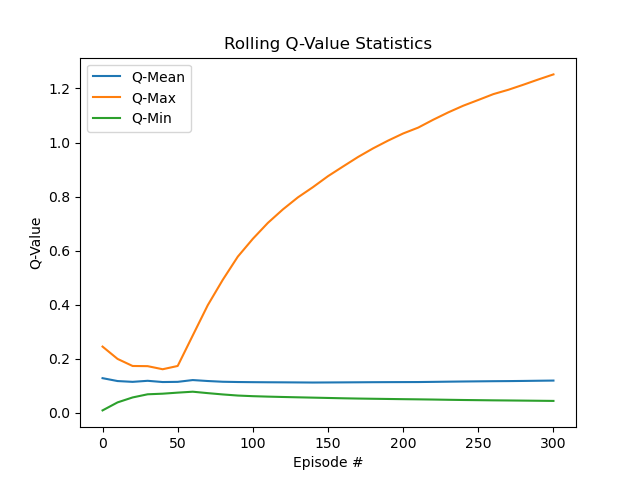 Rolling Q-Value Statistics
Q-Mean
Q-Max
Q-Min
1.2
1.0
0.8
0.6
0.4
0.2
0.0
Q-Value
0 50 100 150 200 250 300
Episode #